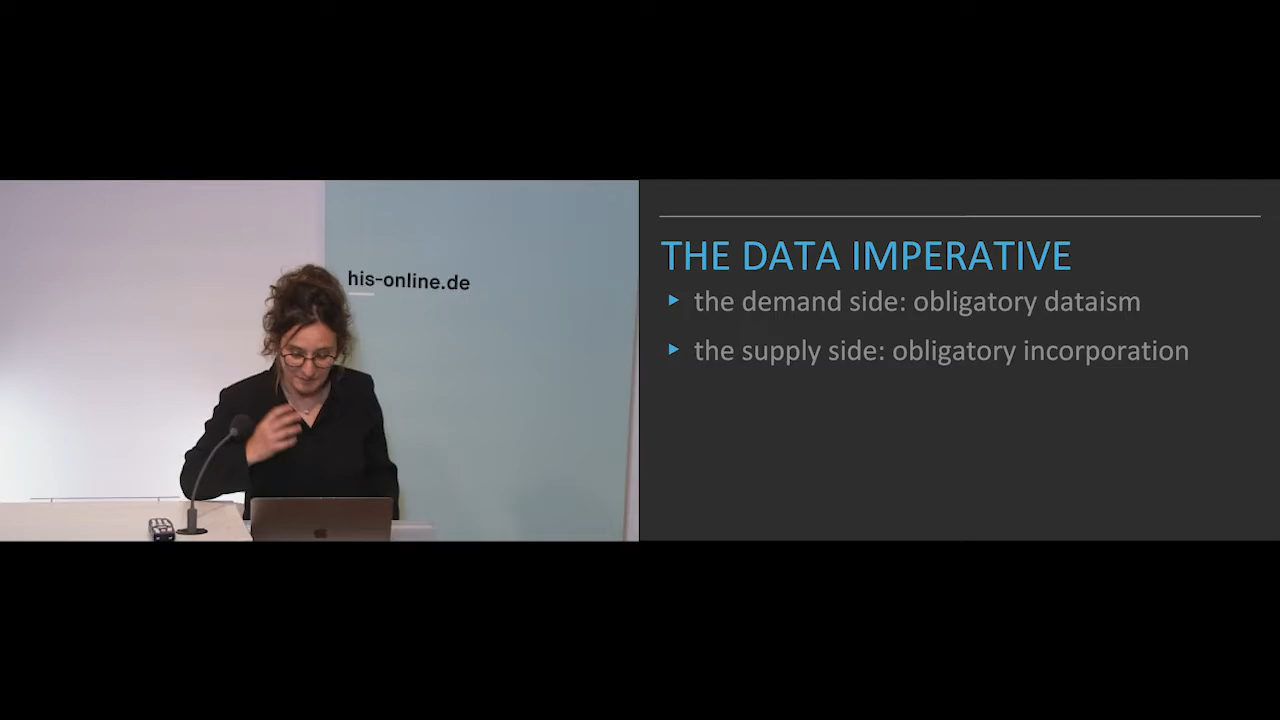 his-online.de
THE DATA IMPERATIVE
the demand side: obligatory dataism
the supply side: obligatory incorporation